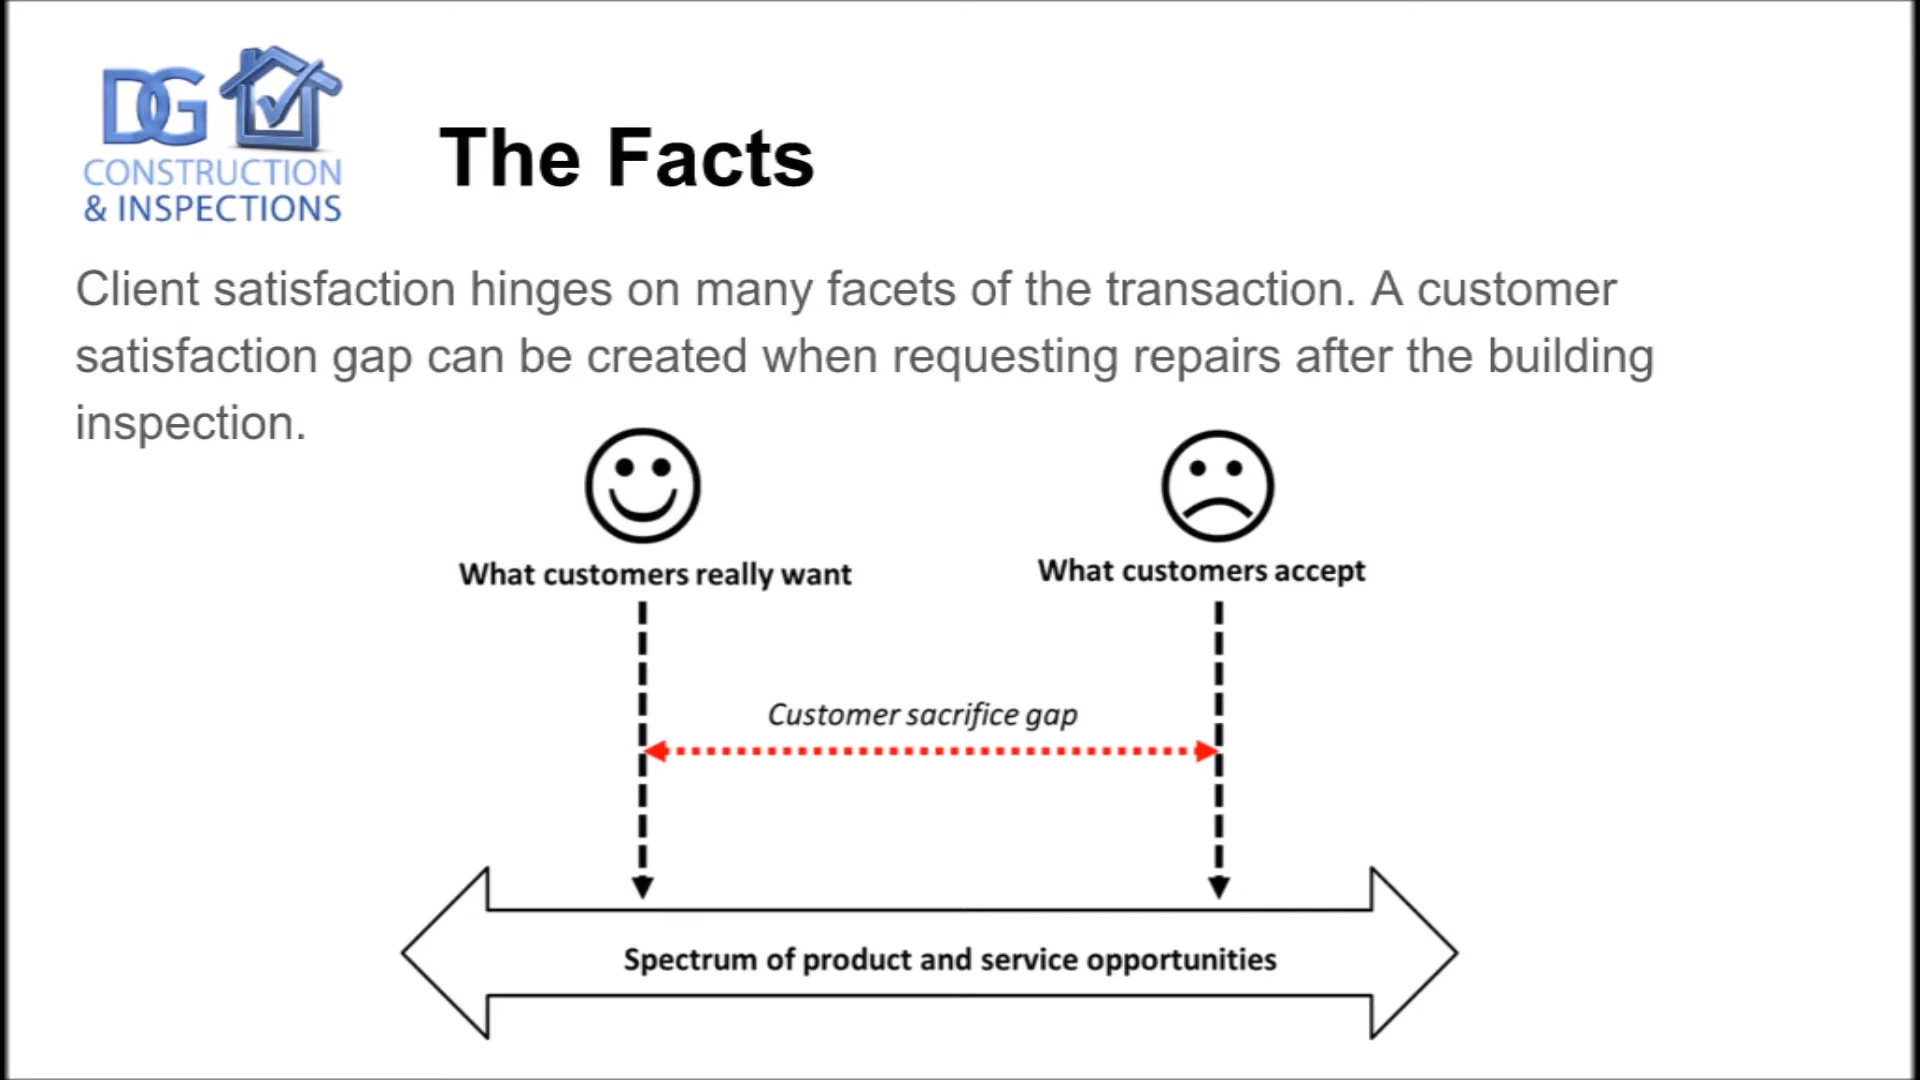 DG
CONSTRUCTION
& INSPECTIONS
The Facts
Client satisfaction hinges on many facets of the transaction. A customer
satisfaction gap can be created when requesting repairs after the building
inspection.
What customers really want
What customers accept
Customer sacrifice gap
Spectrum of product and service opportunities